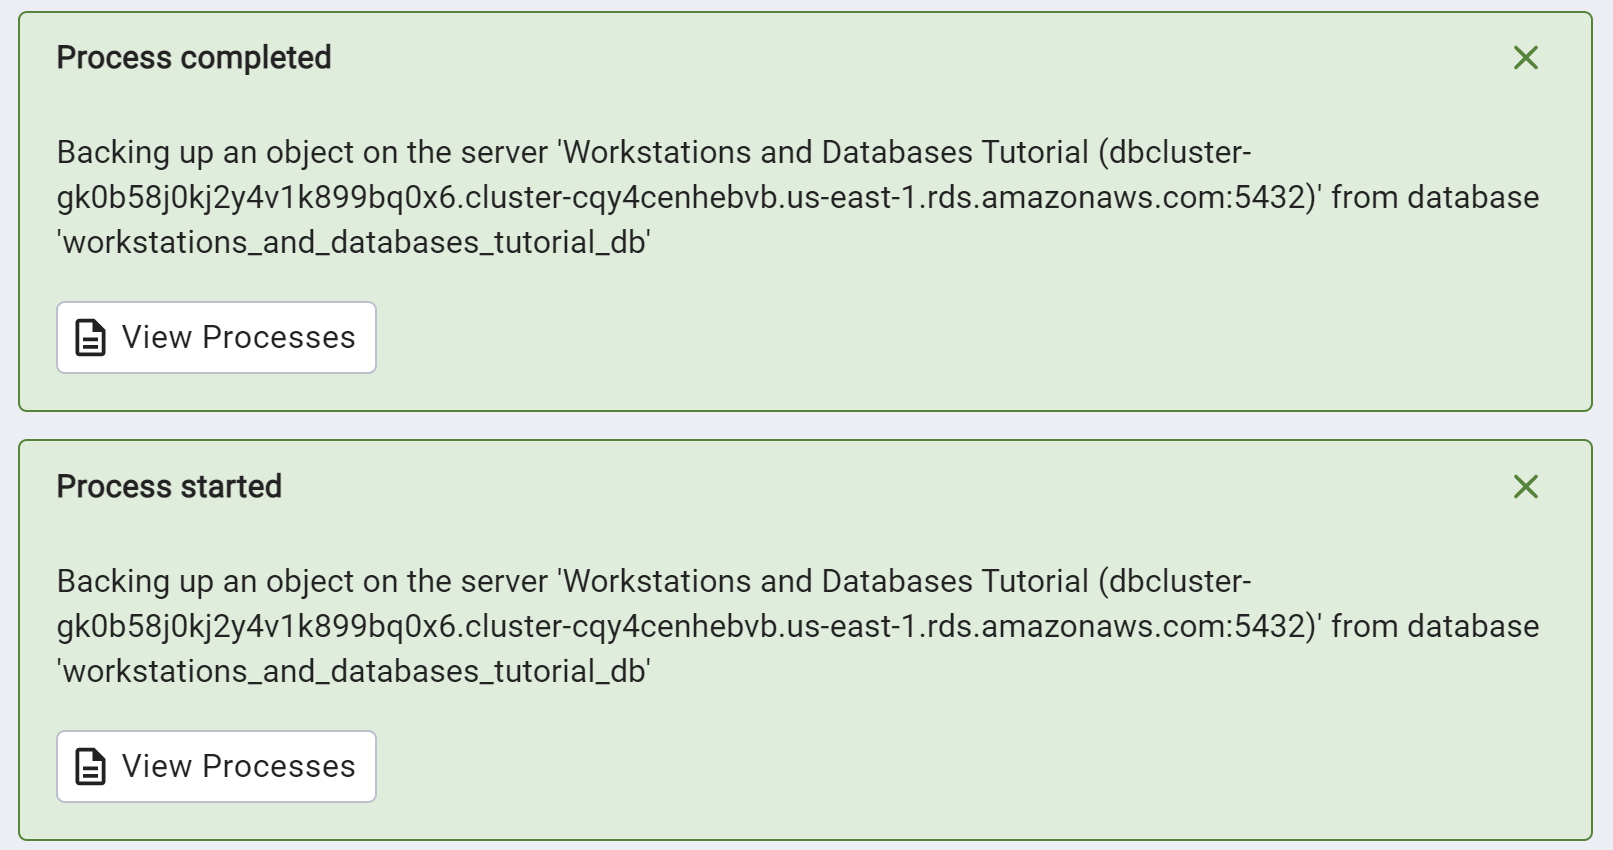 Process completed
Backing up an object on the server 'Workstations and Databases Tutorial (dbcluster-
gk0b58j0kj2y4v1k899bq0x6.cluster-cqy4cenhebvb.us-east-1.rds.amazonaws.com:5432)' from database
'workstations_and_databases_tutorial_db'
View Processes
Process started
Backing up an object on the server 'Workstations and Databases Tutorial (dbcluster-
gk0b58j0kj2y4v1k899bq0x6.cluster-cqy4cenhebvb.us-east-1.rds.amazonaws.com:5432)' from database
'workstations_and_databases_tutorial_db'
View Processes